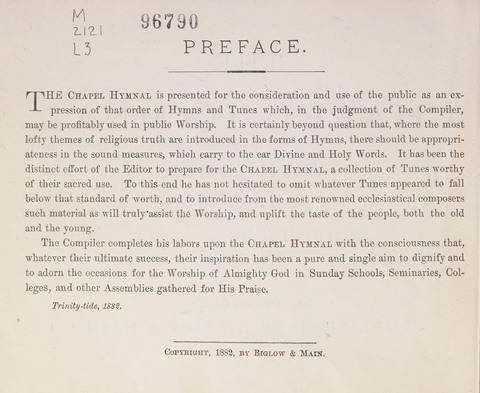 M
2121
L3
96790
PREFACE.
THE CHAPEL HYMNAL is presented for the consideration and use of the public as an ex-
pression of that order of Hymns and Tunes which, in the judgment of the Compiler,
may be profitably used in public Worship. It is certainly beyond question that, where the most
lofty themes of religious truth are introduced in the forms of Hymns, there should be appropri-
ateness in the sound measures, which carry to the ear Divine and Holy Words. It has been the
distinct effort of the Editor to prepare for the CHAPEL HYMNAL, a collection of Tunes worthy
of their sacred use. To this end he has not hesitated to omit whatever Tunes appeared to fall
below that standard of worth, and to introduce from the most renowned ecclesiastical composers
such material as will truly assist the Worship, and uplift the taste of the people, both the old
and the young.
The Compiler completes his labors upon the CHAPEL HYMNAL with the consciousness that,
whatever their ultimate success, their inspiration has been a pure and single aim to dignify and
to adorn the occasions for the Worship of Almighty God in Sunday Schools, Seminaries, Col-
leges, and other Assemblies gathered for His Praise.
Trinity-tide, 1882.
COPYRIGHT, 1882, BY BIGLOW & MAIN.